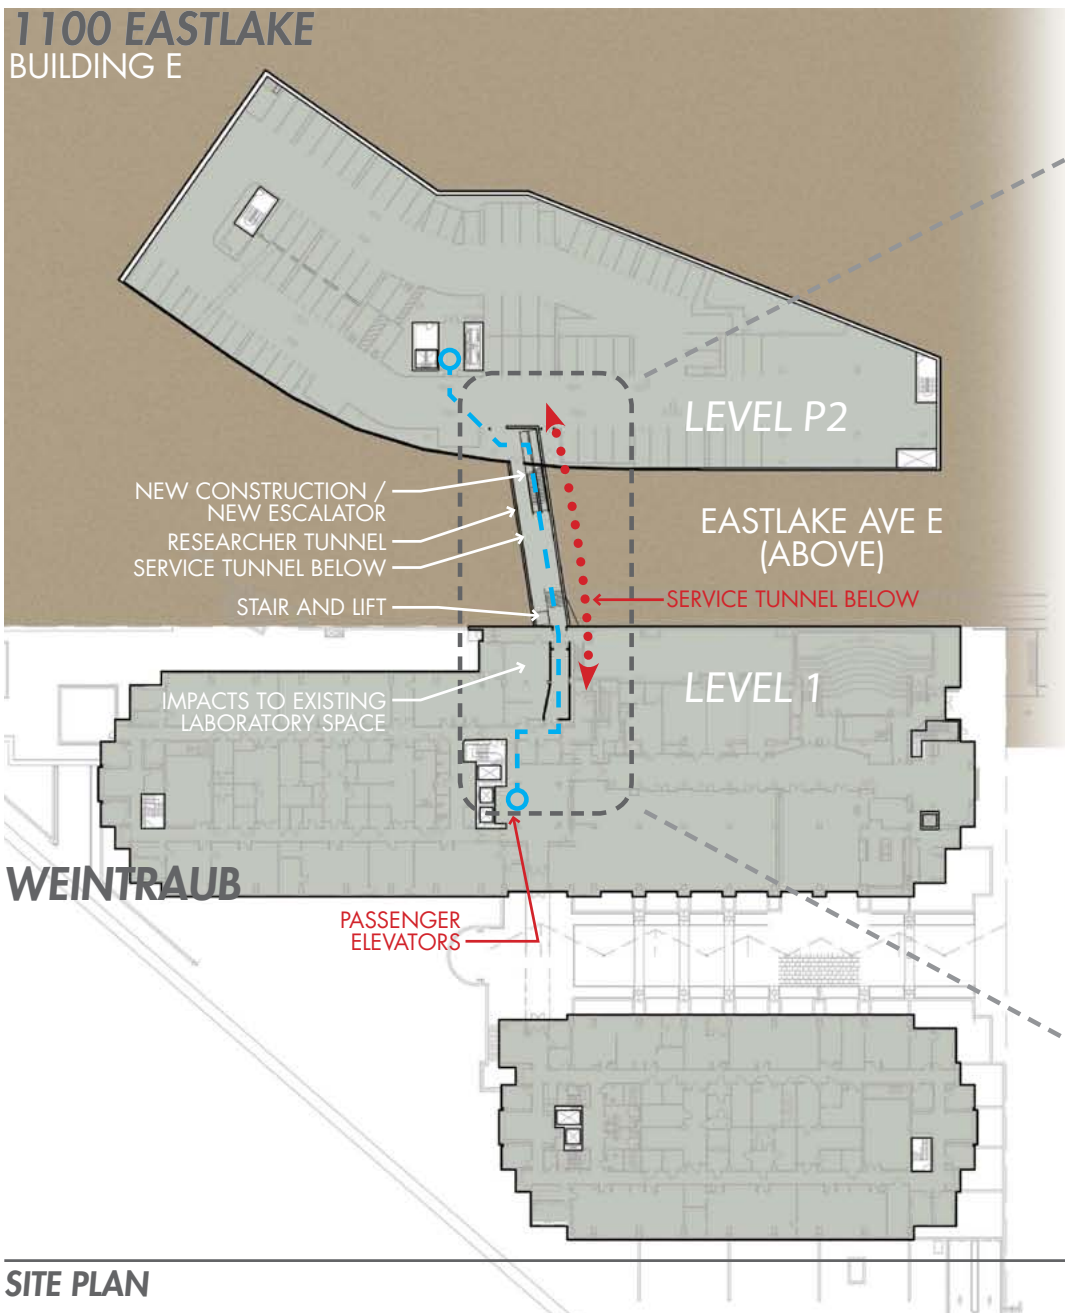 1100 EASTLAKE
BUILDING E
LEVEL P2
NEW CONSTRUCTION /
NEW ESCALATOR
RESEARCHER TUNNEL
SERVICE TUNNEL BELOW
STAIR AND LIFT
EASTLAKE AVE E
(ABOVE)
SERVICE TUNNEL BELOW
IMPACTS TO EXISTING
LABORATORY SPACE
LEVEL 1
WEINTRAUB
PASSENGER
ELEVATORS
SITE PLAN